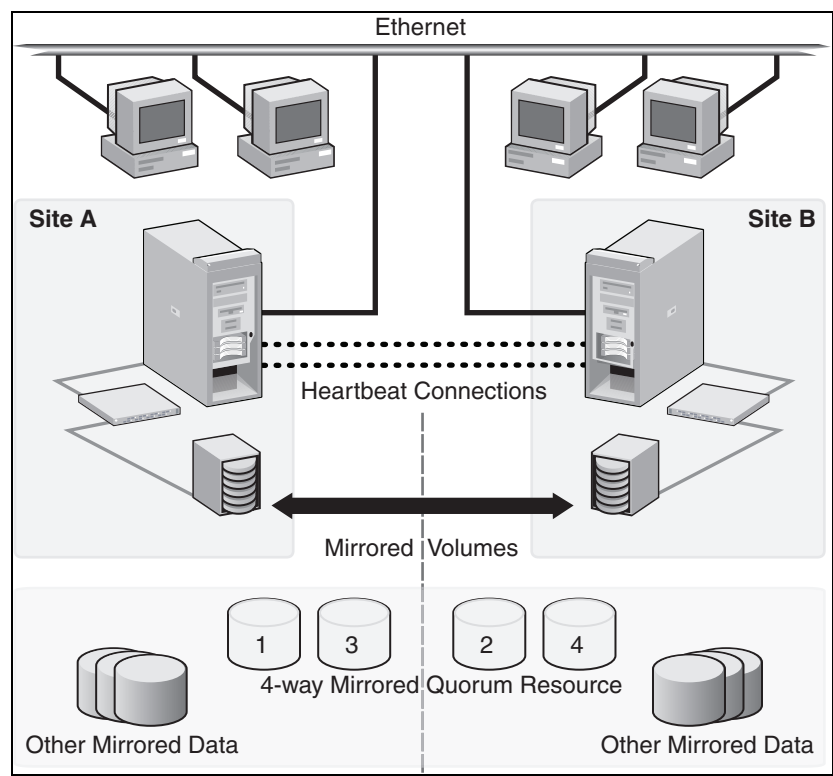 Ethernet
Site A
Site B
Heartbeat Connections
Mirrored Volumes
1
3
2
4
4-way Mirrored Quorum Resource
Other Mirrored Data
Other Mirrored Data